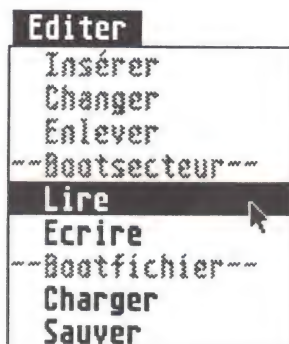 Editer
Insérer
Changer
Enlever
~~Bootsecteur~~
Lire
Ecrire
~~Bootfichier~~
Charger
Sauver